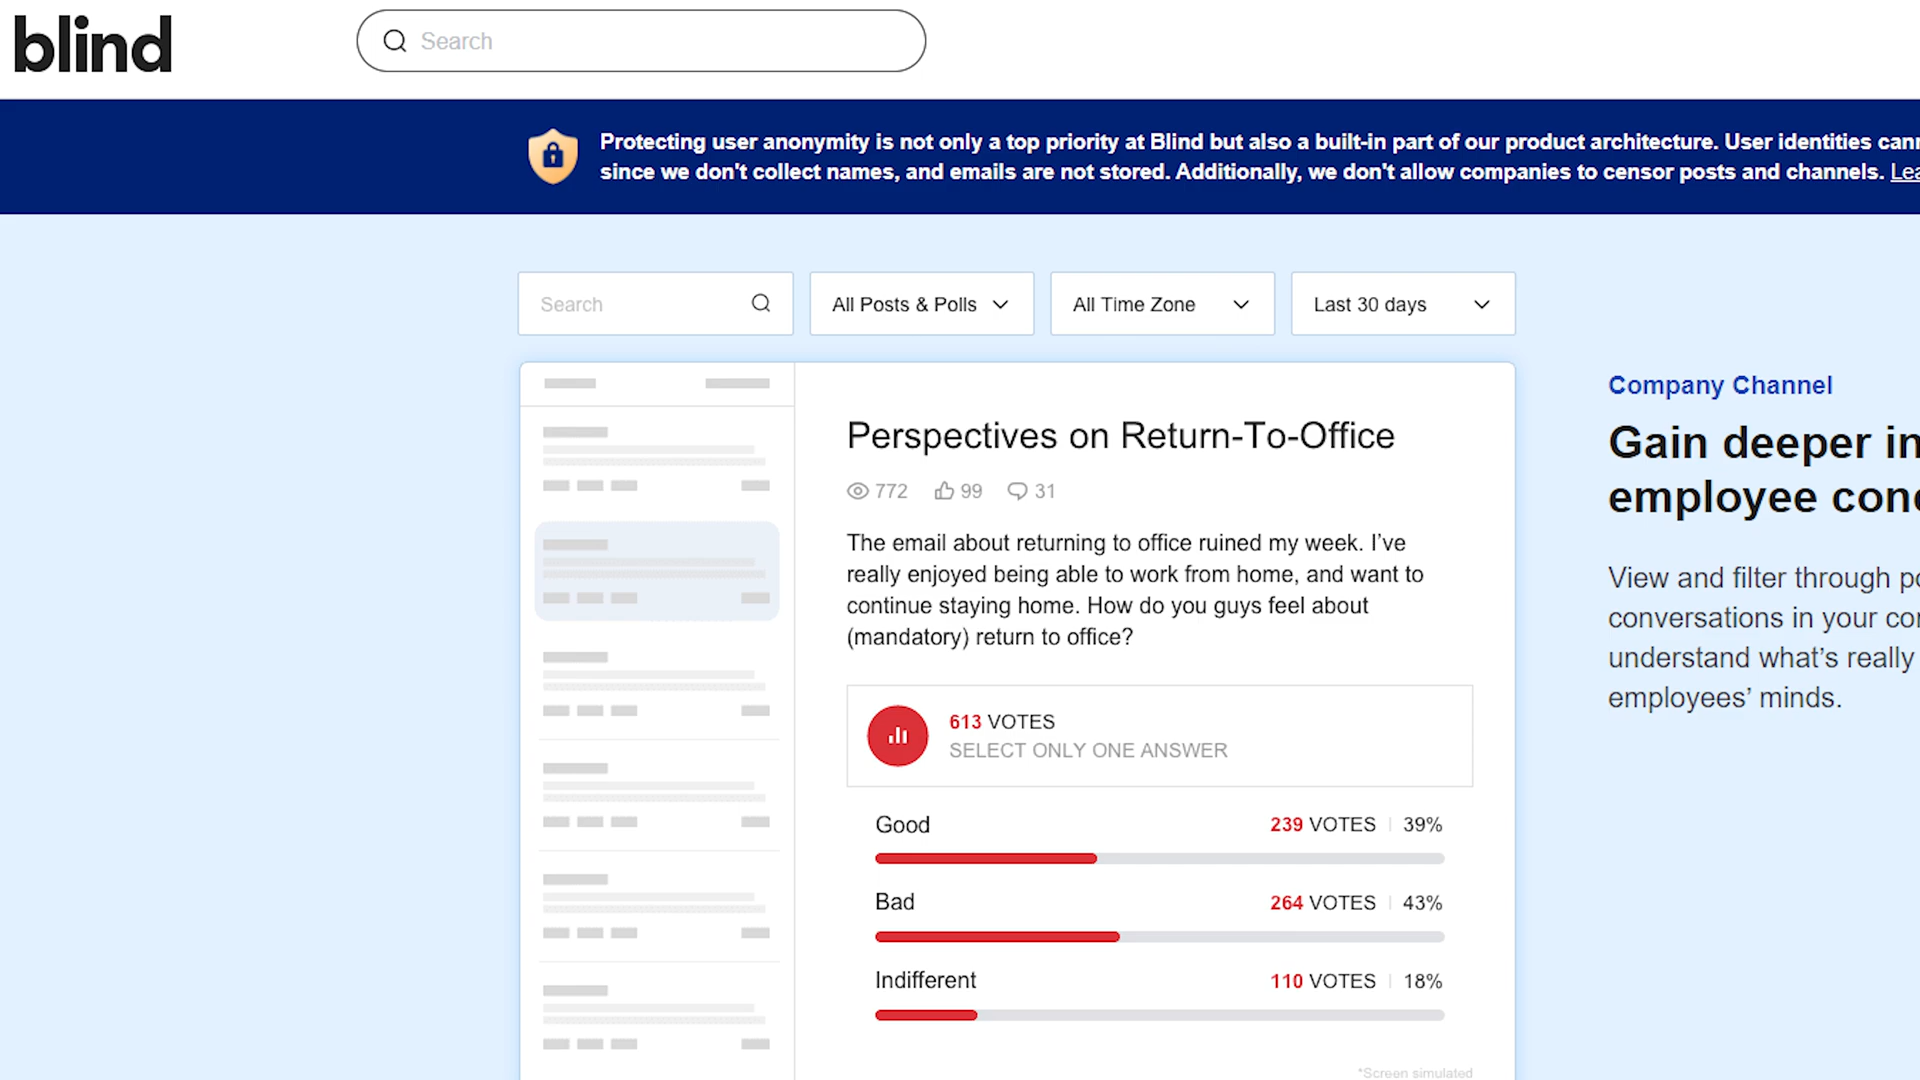 blind
Search
Protecting user anonymity is not only a top priority at Blind but also a built-in part of our product architecture. User identities
since we don't collect names, and emails are not stored. Additionally, we don't allow companies to censor posts and channels.
Search
All Posts & Polls
All Time Zone
Last 30 days
Company Channel
Gain deeper
employee
View and filter through
conversations in your
understand what’s really
employees’ minds.
Perspectives on Return-To-Office
772 99 31
The email about returning to office ruined my week. I’ve
really enjoyed being able to work from home, and want to
continue staying home. How do you guys feel about
(mandatory) return to office?
613 VOTES
SELECT ONLY ONE ANSWER
Good 239 VOTES | 39%
Bad 264 VOTES | 43%
Indifferent 110 VOTES | 18%
*Screen simulated